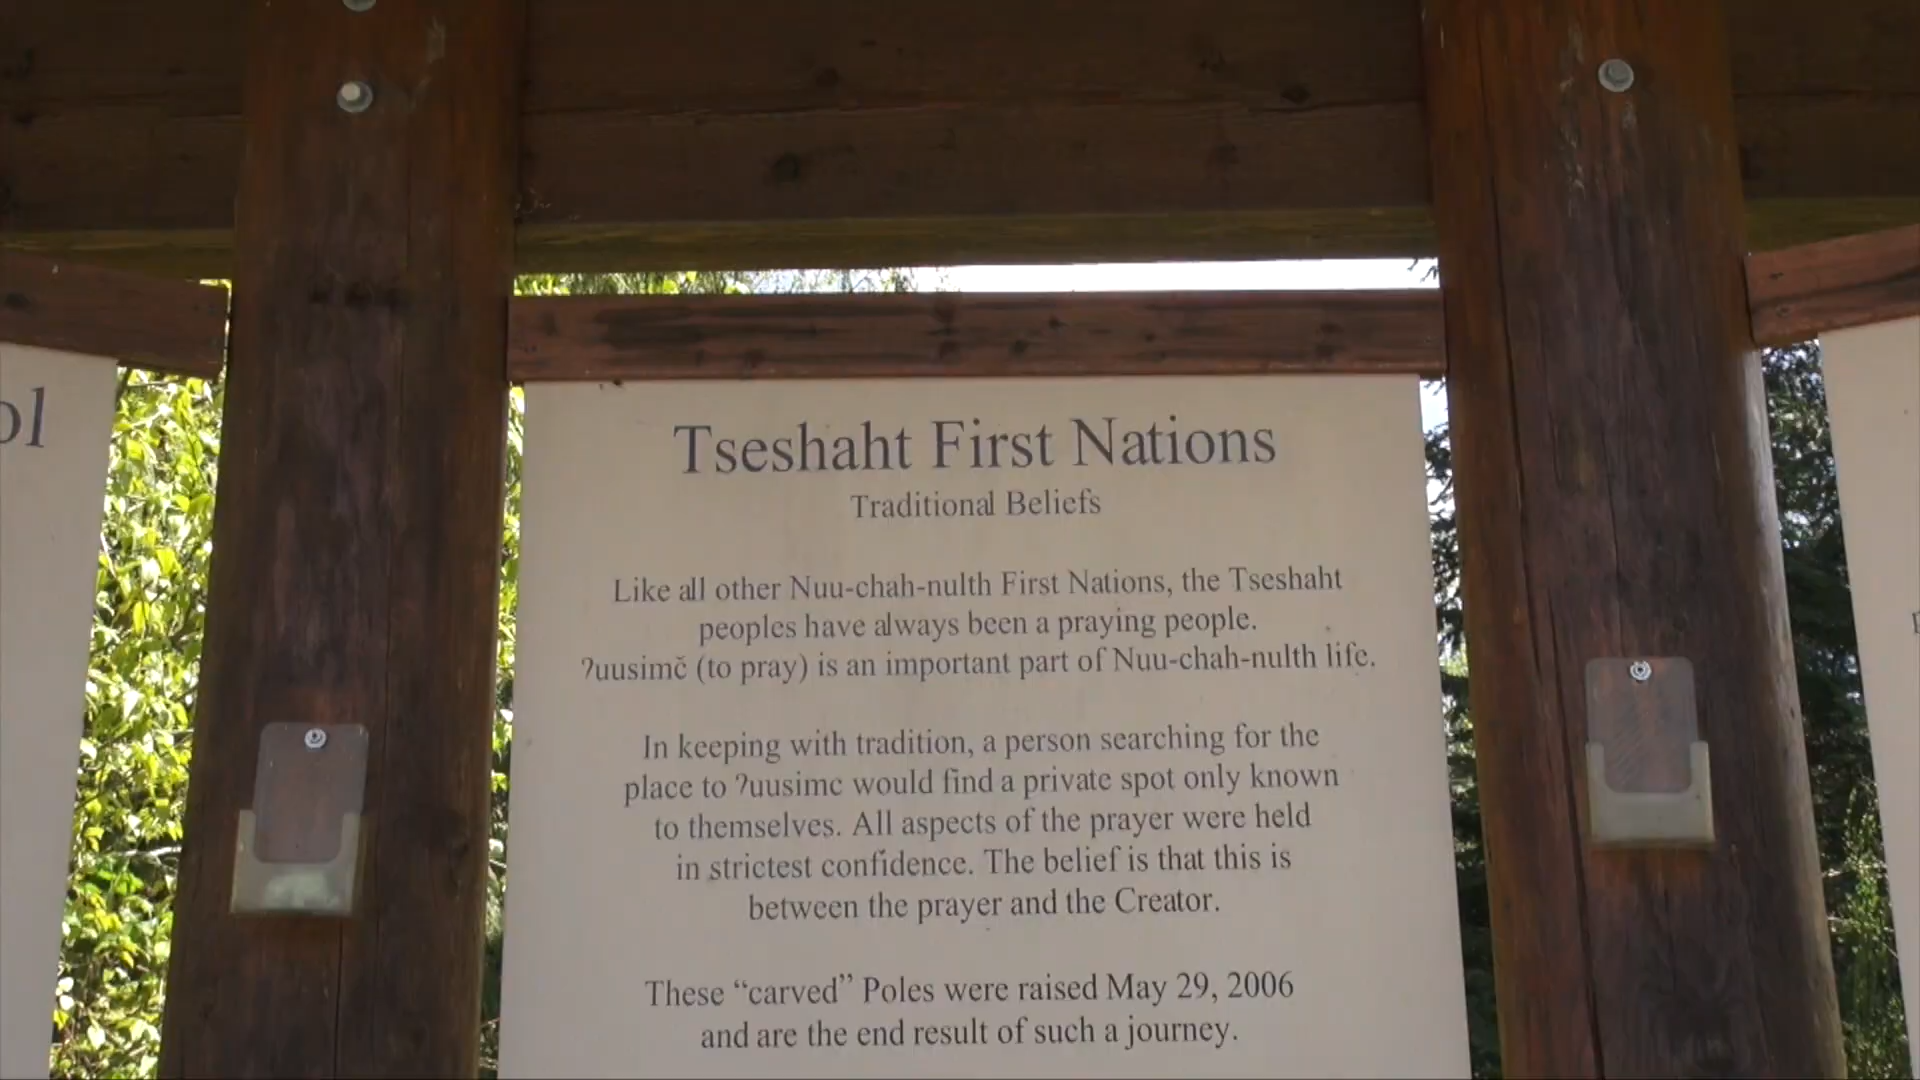 Tseshaht First Nations
Traditional Beliefs
Like all other Nuu-chah-nulth First Nations, the Tseshaht
peoples have always been a praying people.
ʔuusimč (to pray) is an important part of Nuu-chah-nulth life.
In keeping with tradition, a person searching for the
place to ʔuusimc would find a private spot only known
to themselves. All aspects of the prayer were held
in strictest confidence. The belief is that this is
between the prayer and the Creator.
These “carved” Poles were raised May 29, 2006
and are the end result of such a journey.